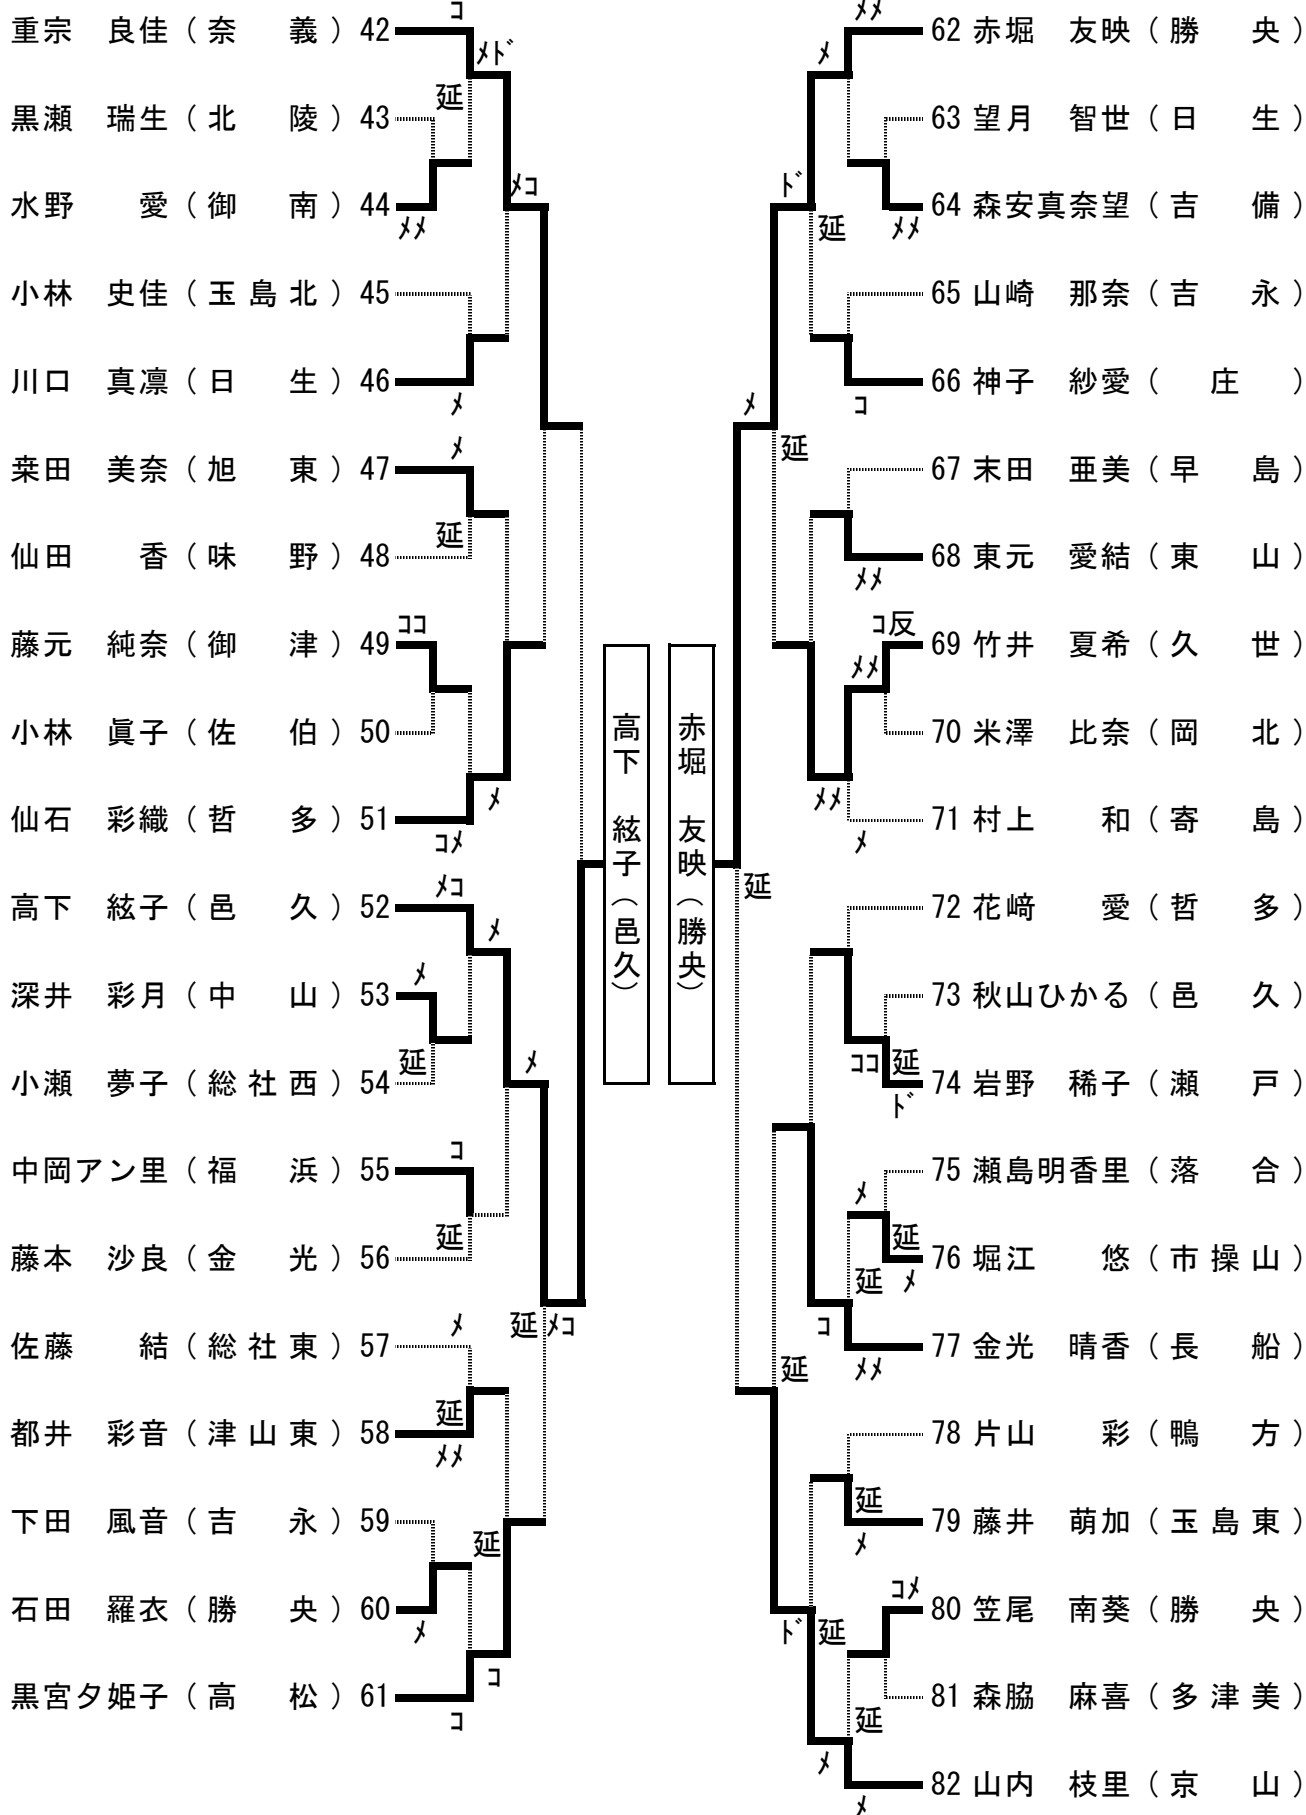 コ
重宗　良佳（奈　義）42
メド
延
黒瀬　瑞生（北　陵）43
メコ
水野　　愛（御　南）44
メメ
小林　史佳（玉島北）45
川口　真凛（日　生）46
メ
メ
桒田　美奈（旭　東）47
延
仙田　　香（味　野）48
ココ
藤元　純奈（御　津）49
小林　眞子（佐　伯）50
メ
仙石　彩織（哲　多）51
コメ
メコ
高下　絃子（邑　久）52
メ
メ
深井　彩月（中　山）53
延
小瀬　夢子（総社西）54
メ
コ
中岡アン里（福　浜）55
延
藤本　沙良（金　光）56
延 メコ
メ
佐藤　　結（総社東）57
延
都井　彩音（津山東）58
メメ
下田　風音（吉　永）59
延
石田　羅衣（勝　央）60
メ
コ
黒宮夕姫子（高　松）61
コ
高下　絃子（邑久）
赤堀　友映（勝央）
メメ
62 赤堀　友映（勝　央）
メ
63 望月　智世（日　生）
ド
64 森安真奈望（吉　備）
延
メメ
65 山崎　那奈（吉　永）
66 神子　紗愛（　庄　）
メ
コ
延
67 末田　亜美（早　島）
68 東元　愛結（東　山）
メメ
コ反
69 竹井　夏希（久　世）
メメ
70 米澤　比奈（岡　北）
メメ
71 村上　　和（寄　島）
メ
延
72 花﨑　　愛（哲　多）
73 秋山ひかる（邑　久）
ココ 延
74 岩野　稀子（瀬　戸）
ド
75 瀬島明香里（落　合）
メ
延
76 堀江　　悠（市操山）
延 メ
コ
77 金光　晴香（長　船）
メメ
延
78 片山　　彩（鴨　方）
延
79 藤井　萌加（玉島東）
メ
コメ
80 笠尾　南葵（勝　央）
ド 延
81 森脇　麻喜（多津美）
延
メ
82 山内　枝里（京　山）
メ